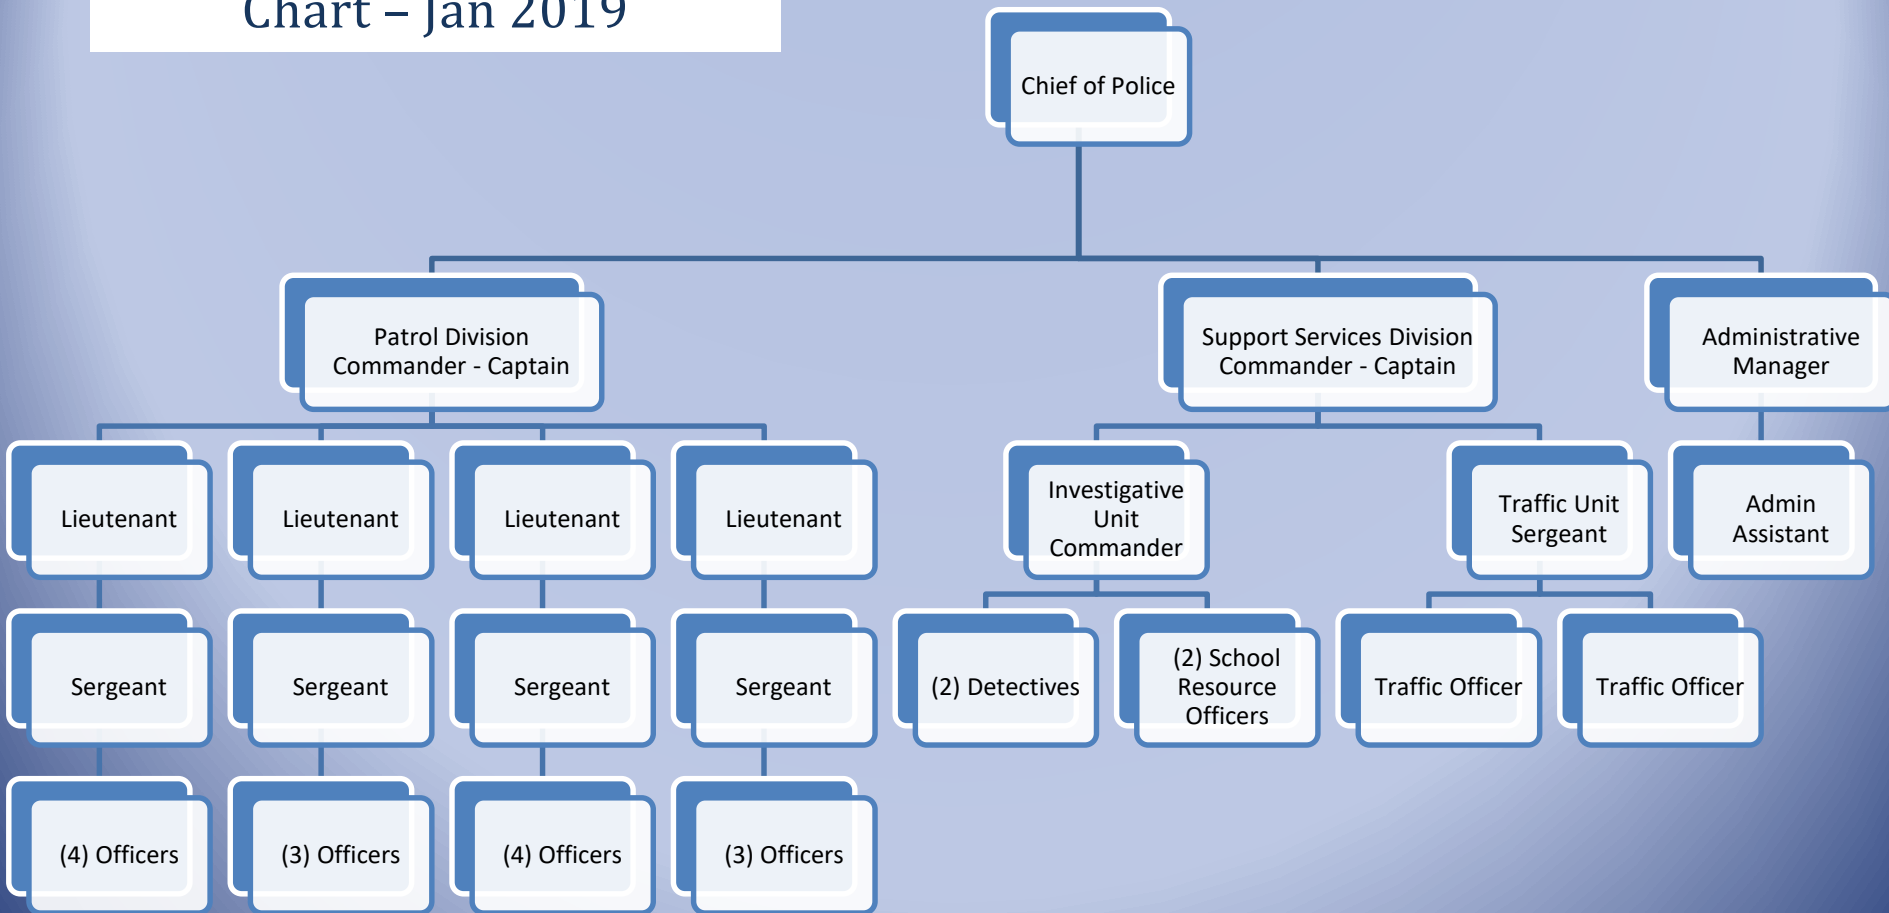 Chart – Jan 2019
Chief of Police
Patrol Division
Commander - Captain
Support Services Division
Commander - Captain
Administrative
Manager
Lieutenant
Lieutenant
Lieutenant
Lieutenant
Investigative
Unit
Commander
Traffic Unit
Sergeant
Admin
Assistant
Sergeant
Sergeant
Sergeant
Sergeant
(2) Detectives
(2) School
Resource
Officers
Traffic Officer
Traffic Officer
(4) Officers
(3) Officers
(4) Officers
(3) Officers